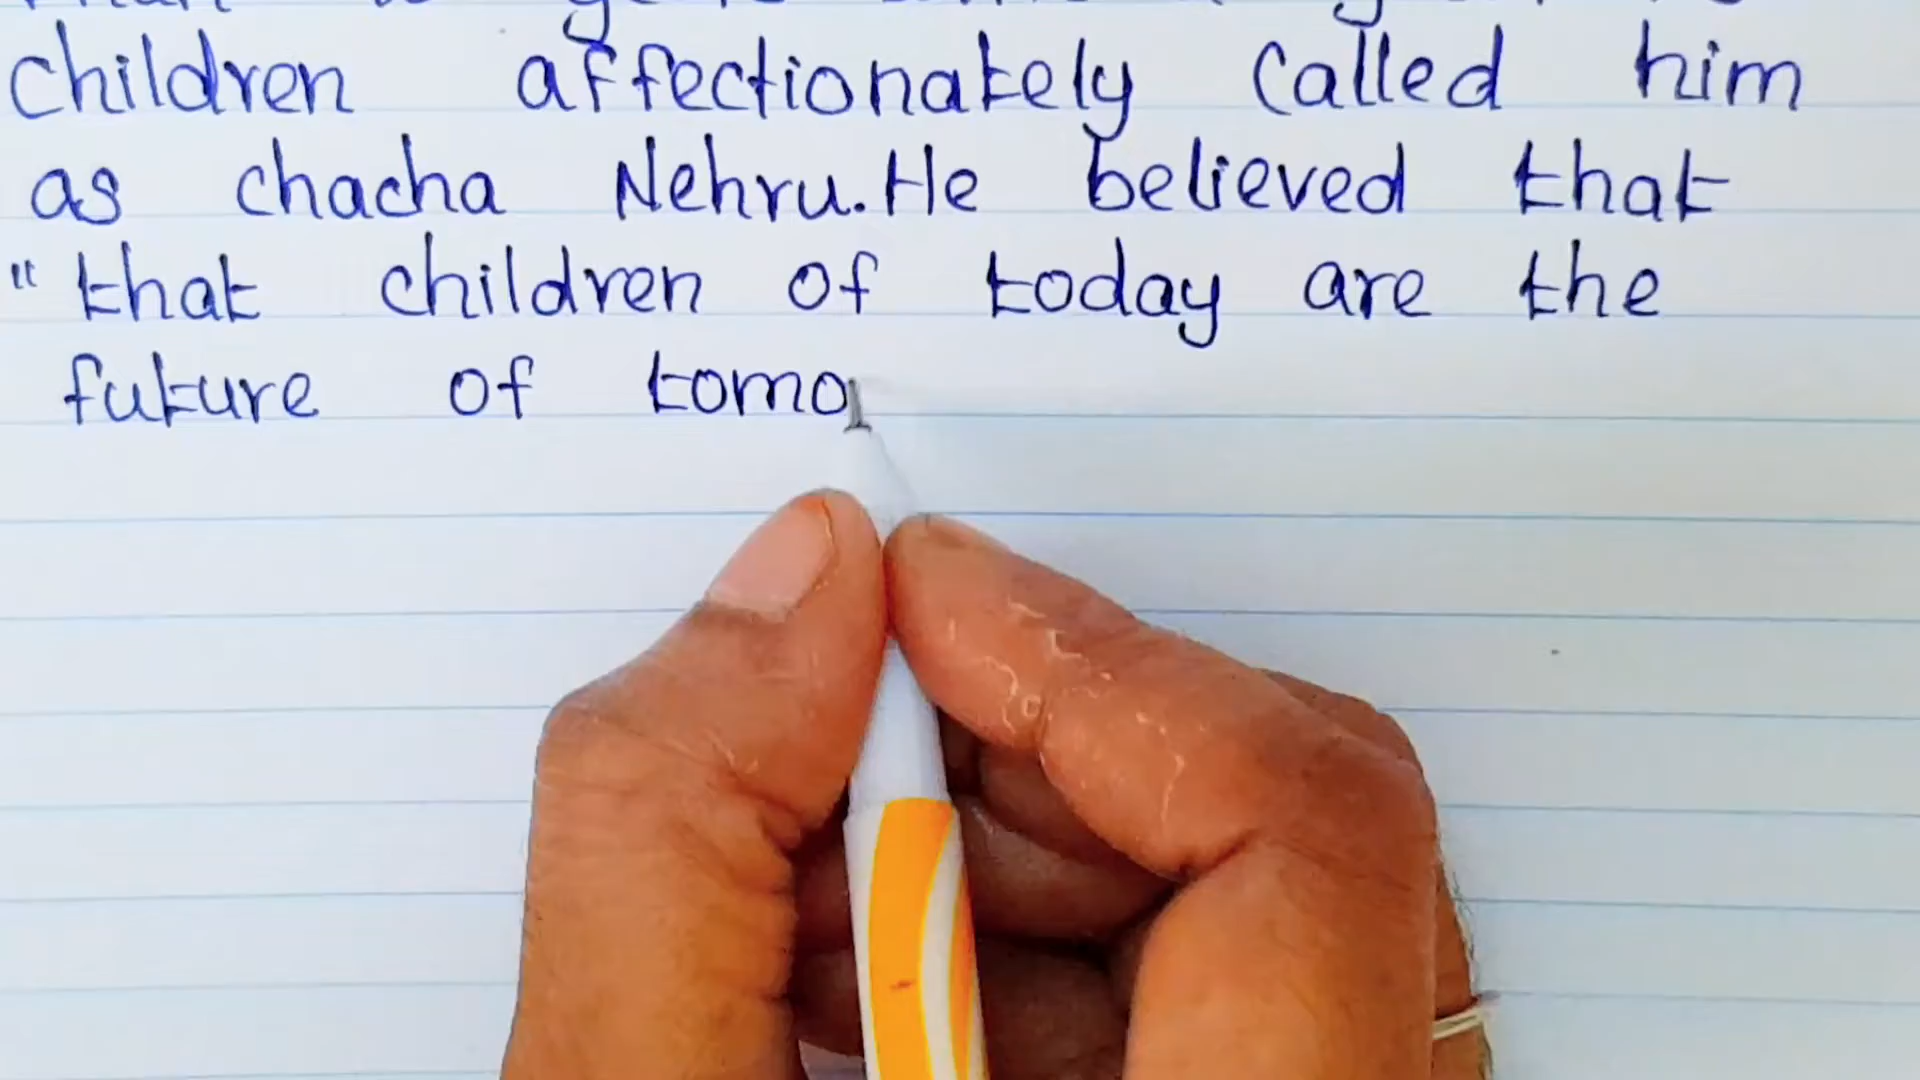 children affectionately called him
as chacha Nehru. He believed that
"that children of today are the
future of tomo